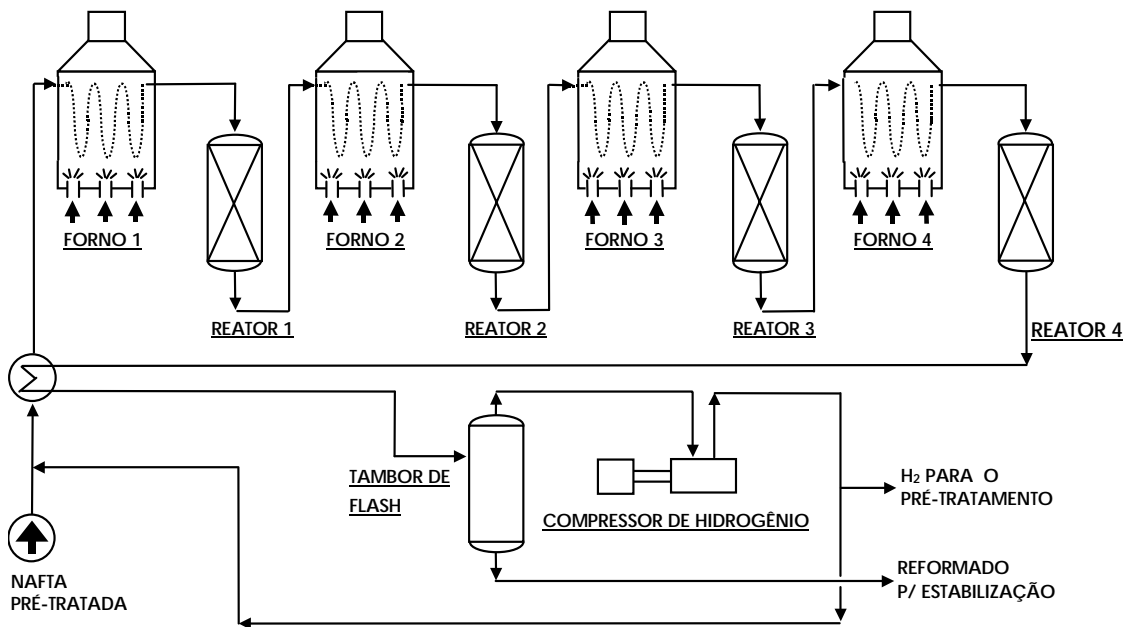 FORNO 1
FORNO 2
FORNO 3
FORNO 4
REATOR 1
REATOR 2
REATOR 3
REATOR 4
TAMBOR DE
FLASH
COMPRESSOR DE HIDROGÊNIO
H₂ PARA O
PRÉ-TRATAMENTO
NAFTA
PRÉ-TRATADA
REFORMADO
P/ ESTABILIZAÇÃO